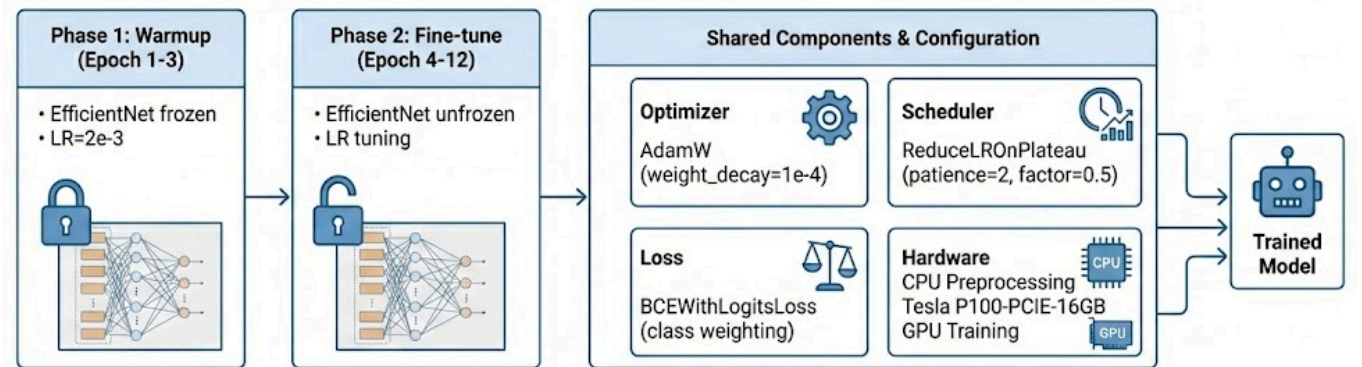 Phase 1: Warmup
(Epoch 1-3)
• EfficientNet frozen
• LR=2e-3
Phase 2: Fine-tune
(Epoch 4-12)
• EfficientNet unfrozen
• LR tuning
Shared Components & Configuration
Optimizer
AdamW
(weight_decay=1e-4)
Scheduler
ReduceLROnPlateau
(patience=2, factor=0.5)
Loss
BCEWithLogitsLoss
(class weighting)
Hardware
CPU Preprocessing
Tesla P100-PCIE-16GB
GPU Training
CPU
GPU
Trained
Model